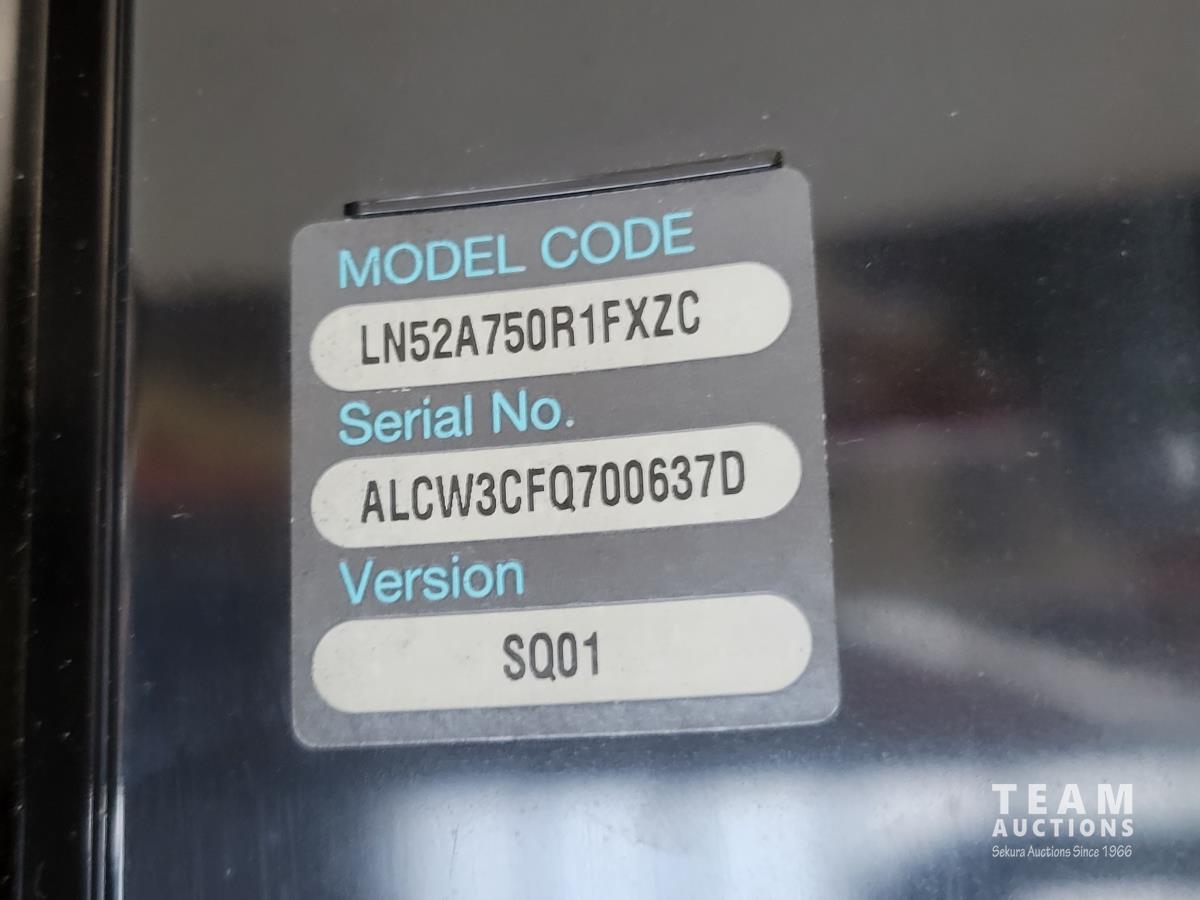 MODEL CODE
LN52A750R1FXZC
Serial No.
ALCW3CFQ700637D
Version
SQ01
TEAM
AUCTIONS
Sekura Auctions Since 1966